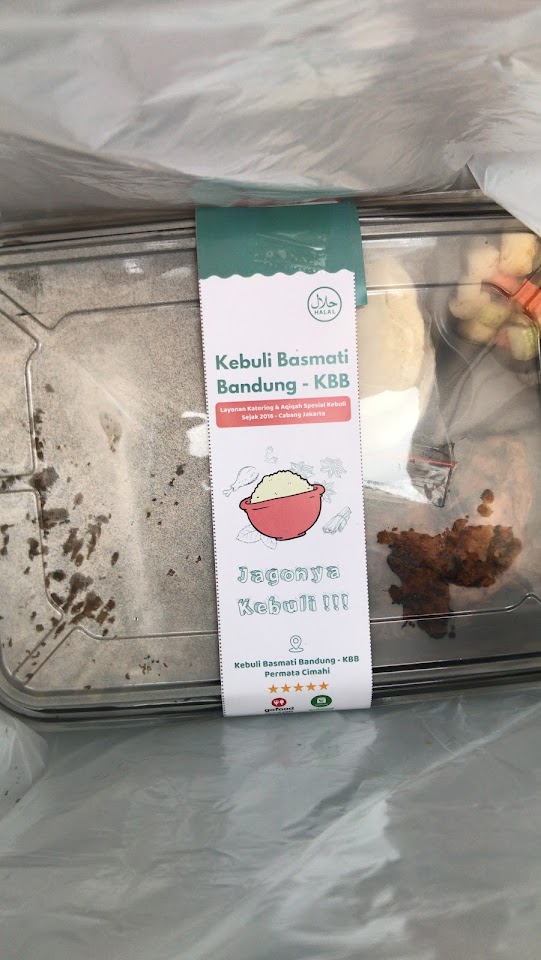 حلال
HALAL
Kebuli Basmati
Bandung - KBB
Layanan Katering & Aqiqah Spesial Kebuli
Sejak 2016 - Cabang Jakarta
Jagonya
Kebuli !!!
Kebuli Basmati Bandung - KBB
Permata Cimahi
gofood